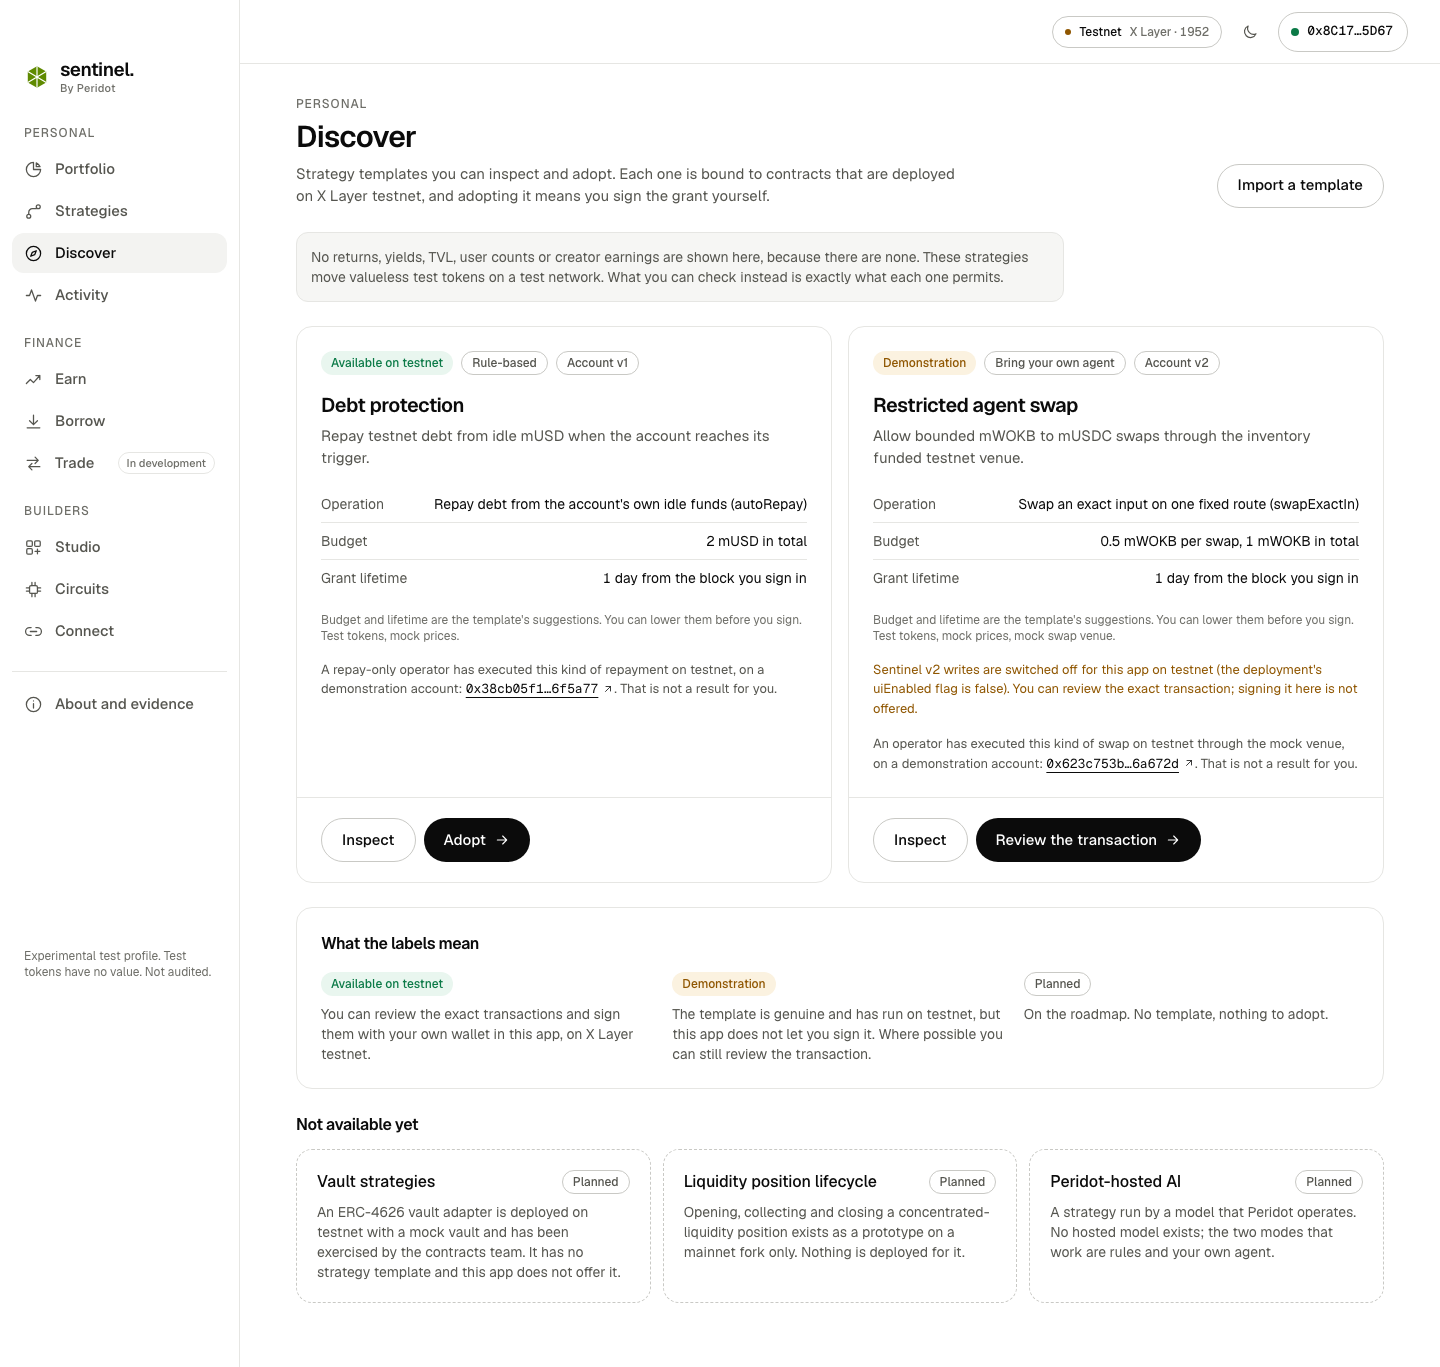 Testnet X Layer · 1952
0x8C17…5D67
sentinel.
By Peridot
PERSONAL
Portfolio
Strategies
Discover
Activity
FINANCE
Earn
Borrow
Trade In development
BUILDERS
Studio
Circuits
Connect
About and evidence
Experimental test profile. Test
tokens have no value. Not audited.
PERSONAL
Discover
Strategy templates you can inspect and adopt. Each one is bound to contracts that are deployed
on X Layer testnet, and adopting it means you sign the grant yourself.
Import a template
No returns, yields, TVL, user counts or creator earnings are shown here, because there are none. These strategies
move valueless test tokens on a test network. What you can check instead is exactly what each one permits.
Available on testnet Rule-based Account v1
Debt protection
Repay testnet debt from idle mUSD when the account reaches its
trigger.
Operation Repay debt from the account's own idle funds (autoRepay)
Budget 2 mUSD in total
Grant lifetime 1 day from the block you sign in
Budget and lifetime are the template's suggestions. You can lower them before you sign.
Test tokens, mock prices.
A repay-only operator has executed this kind of repayment on testnet, on a
demonstration account: 0x38cb05f1…6f5a77 ↗. That is not a result for you.
Inspect Adopt →
Demonstration Bring your own agent Account v2
Restricted agent swap
Allow bounded mWOKB to mUSDC swaps through the inventory
funded testnet venue.
Operation Swap an exact input on one fixed route (swapExactIn)
Budget 0.5 mWOKB per swap, 1 mWOKB in total
Grant lifetime 1 day from the block you sign in
Budget and lifetime are the template's suggestions. You can lower them before you sign.
Test tokens, mock prices, mock swap venue.
Sentinel v2 writes are switched off for this app on testnet (the deployment's
uiEnabled flag is false). You can review the exact transaction; signing it here is not
offered.
An operator has executed this kind of swap on testnet through the mock venue,
on a demonstration account: 0x623c753b…6a672d ↗. That is not a result for you.
Inspect Review the transaction →
What the labels mean
Available on testnet
You can review the exact transactions and sign
them with your own wallet in this app, on X Layer
testnet.
Demonstration
The template is genuine and has run on testnet, but
this app does not let you sign it. Where possible you
can still review the transaction.
Planned
On the roadmap. No template, nothing to adopt.
Not available yet
Vault strategies Planned
An ERC-4626 vault adapter is deployed on
testnet with a mock vault and has been
exercised by the contracts team. It has no
strategy template and this app does not offer it.
Liquidity position lifecycle Planned
Opening, collecting and closing a concentrated-
liquidity position exists as a prototype on a
mainnet fork only. Nothing is deployed for it.
Peridot-hosted AI Planned
A strategy run by a model that Peridot operates.
No hosted model exists; the two modes that
work are rules and your own agent.